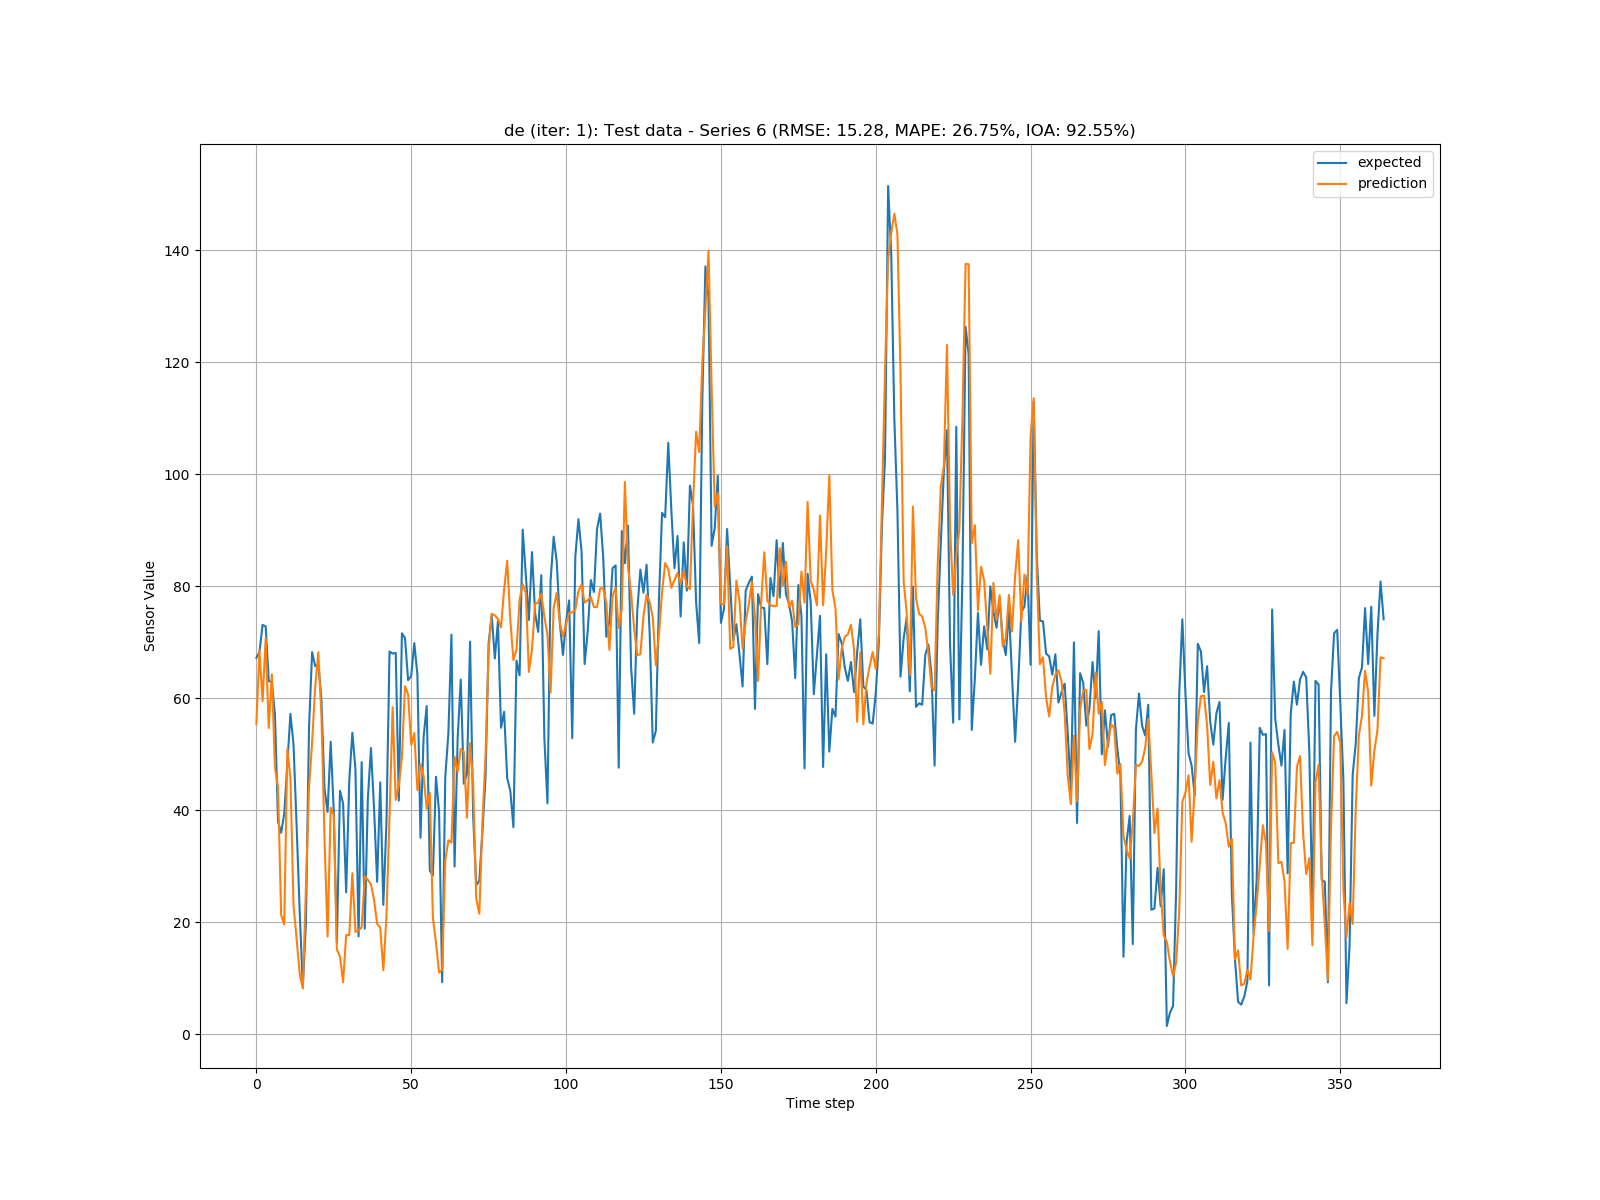 de (iter: 1): Test data - Series 6 (RMSE: 15.28, MAPE: 26.75%, IOA: 92.55%)
expected
prediction
140
120
100
80
60
40
20
0
Sensor Value
0 50 100 150 200 250 300 350
Time step